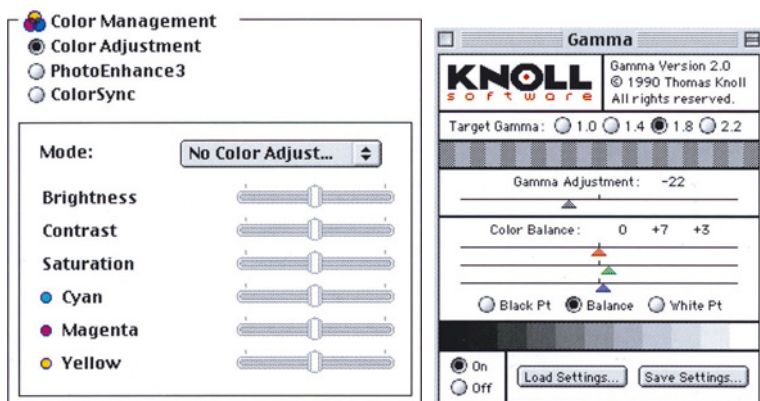 Color Management
Color Adjustment
PhotoEnhance3
ColorSync
Mode: No Color Adjust...
Brightness
Contrast
Saturation
Cyan
Magenta
Yellow
Gamma
KNOLL
software
Gamma Version 2.0
© 1990 Thomas Knoll
All rights reserved.
Target Gamma: 1.0 1.4 1.8 2.2
Gamma Adjustment: -22
Color Balance: 0 +7 +3
Black Pt Balance White Pt
On
Off
Load Settings... Save Settings...